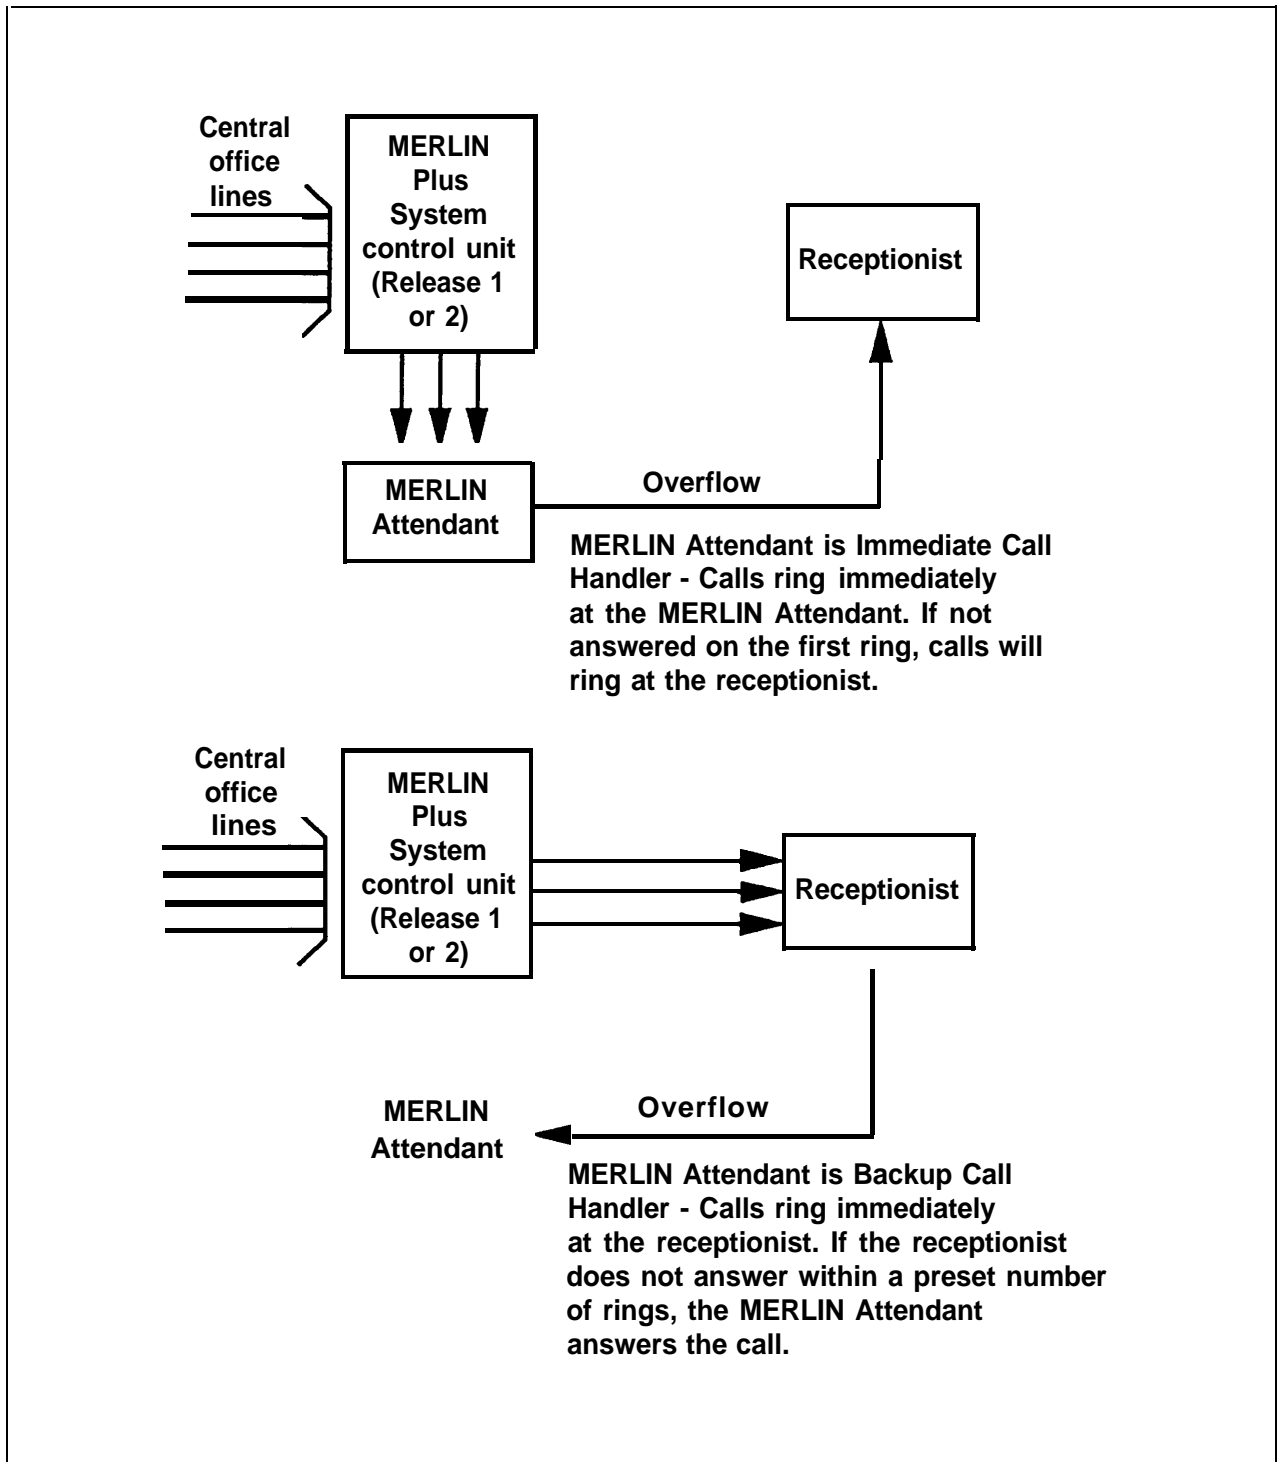 Central
office
lines
MERLIN
Plus
System
control unit
(Release 1
or 2)
Receptionist
MERLIN
Attendant
Overflow
MERLIN Attendant is Immediate Call
Handler - Calls ring immediately
at the MERLIN Attendant. If not
answered on the first ring, calls will
ring at the receptionist.
Central
office
lines
MERLIN
Plus
System
control unit
(Release 1
or 2)
Receptionist
MERLIN
Attendant
Overflow
MERLIN Attendant is Backup Call
Handler - Calls ring immediately
at the receptionist. If the receptionist
does not answer within a preset number
of rings, the MERLIN Attendant
answers the call.